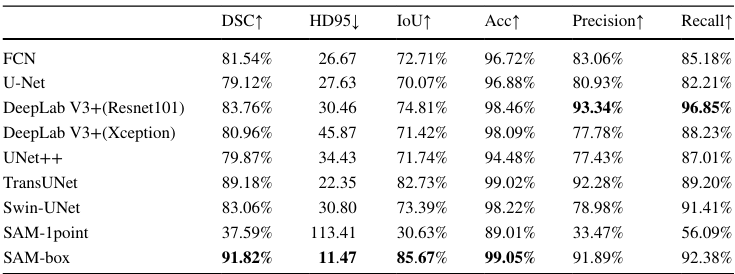 DSC↑ HD95↓ IoU↑ Acc↑ Precision↑ Recall↑
FCN 81.54% 26.67 72.71% 96.72% 83.06% 85.18%
U-Net 79.12% 27.63 70.07% 96.88% 80.93% 82.21%
DeepLab V3+(Resnet101) 83.76% 30.46 74.81% 98.46% 93.34% 96.85%
DeepLab V3+(Xception) 80.96% 45.87 71.42% 98.09% 77.78% 88.23%
UNet++ 79.87% 34.43 71.74% 94.48% 77.43% 87.01%
TransUNet 89.18% 22.35 82.73% 99.02% 92.28% 89.20%
Swin-UNet 83.06% 30.80 73.39% 98.22% 78.98% 91.41%
SAM-1point 37.59% 113.41 30.63% 89.01% 33.47% 56.09%
SAM-box 91.82% 11.47 85.67% 99.05% 91.89% 92.38%